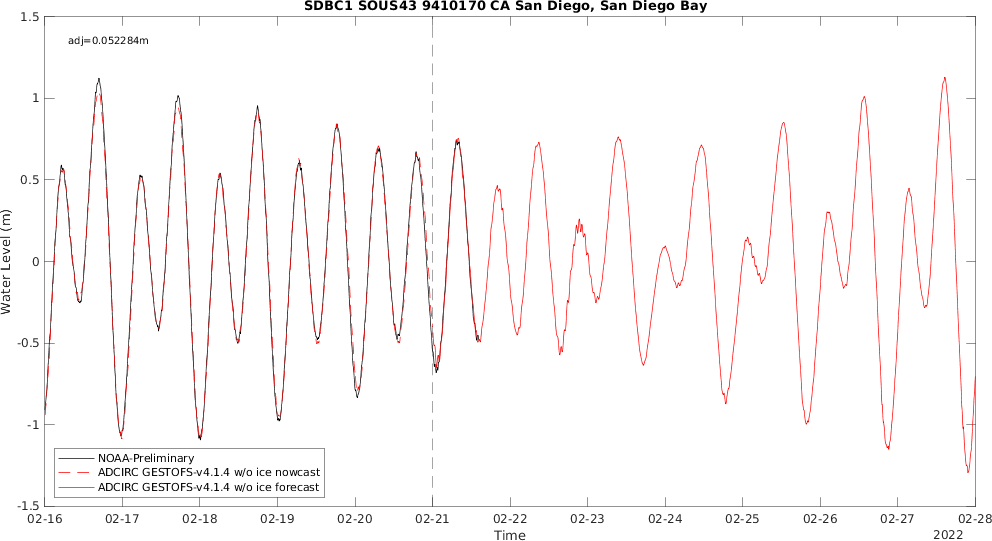 SDBC1 SOUS43 9410170 CA San Diego, San Diego Bay
adj=0.052284m
Water Level (m)
1.5
1
0.5
0
-0.5
-1
-1.5
NOAA-Preliminary
ADCIRC GESTOFS-v4.1.4 w/o ice nowcast
ADCIRC GESTOFS-v4.1.4 w/o ice forecast
02-16 02-17 02-18 02-19 02-20 02-21 02-22 02-23 02-24 02-25 02-26 02-27 02-28
Time
2022